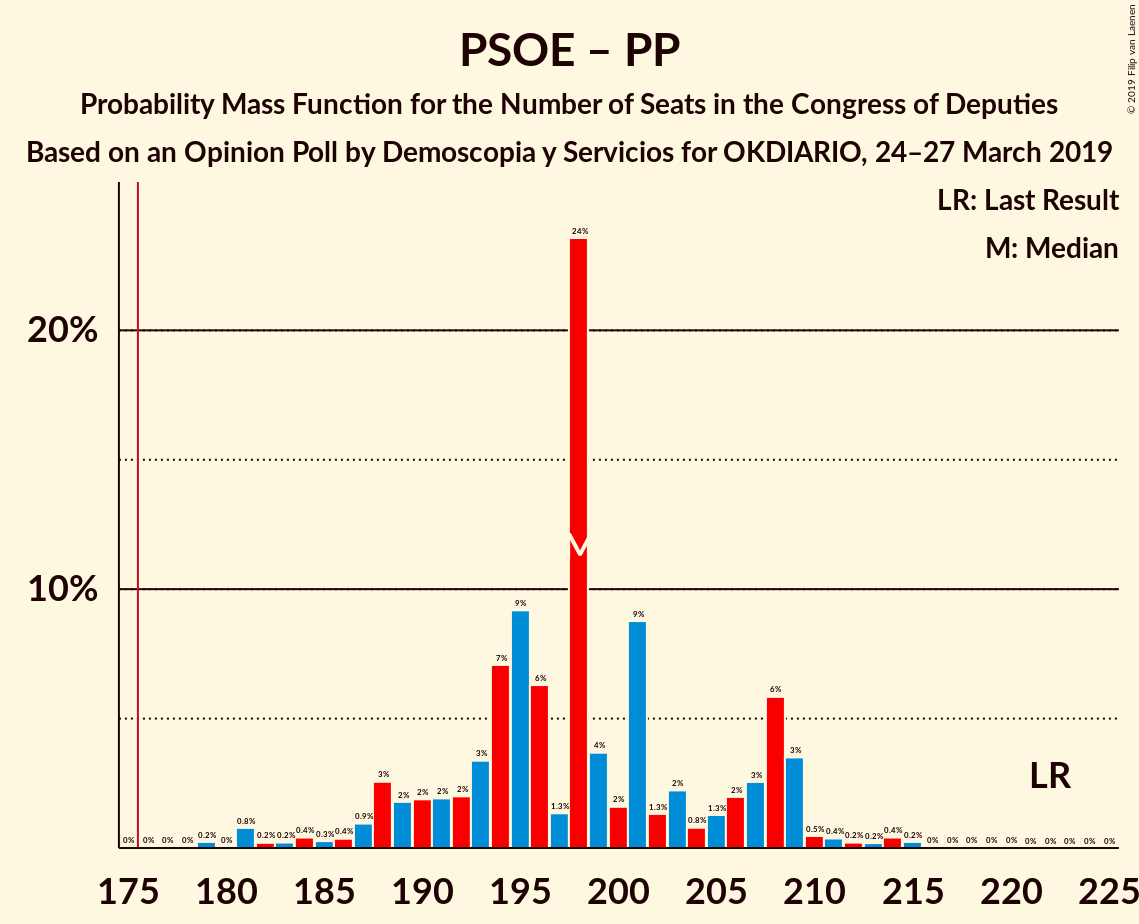 PSOE – PP
Probability Mass Function for the Number of Seats in the Congress of Deputies
Based on an Opinion Poll by Demoscopia y Servicios for OKDIARIO, 24–27 March 2019
© 2019 Filip van Laenen
LR: Last Result
M: Median
20%
10%
0% 0% 0% 0% 0.2% 0% 0.8% 0.2% 0.2% 0.4% 0.3% 0.4% 0.9% 3% 2% 2% 2% 2% 3% 7% 9% 6% 1.3% 24% 4% 2% 9% 1.3% 2% 0.8% 1.3% 2% 3% 6% 3% 0.5% 0.4% 0.2% 0.2% 0.4% 0.2% 0% 0% 0% 0% 0% 0% 0% 0% 0% 0%
M
LR
175 180 185 190 195 200 205 210 215 220 225